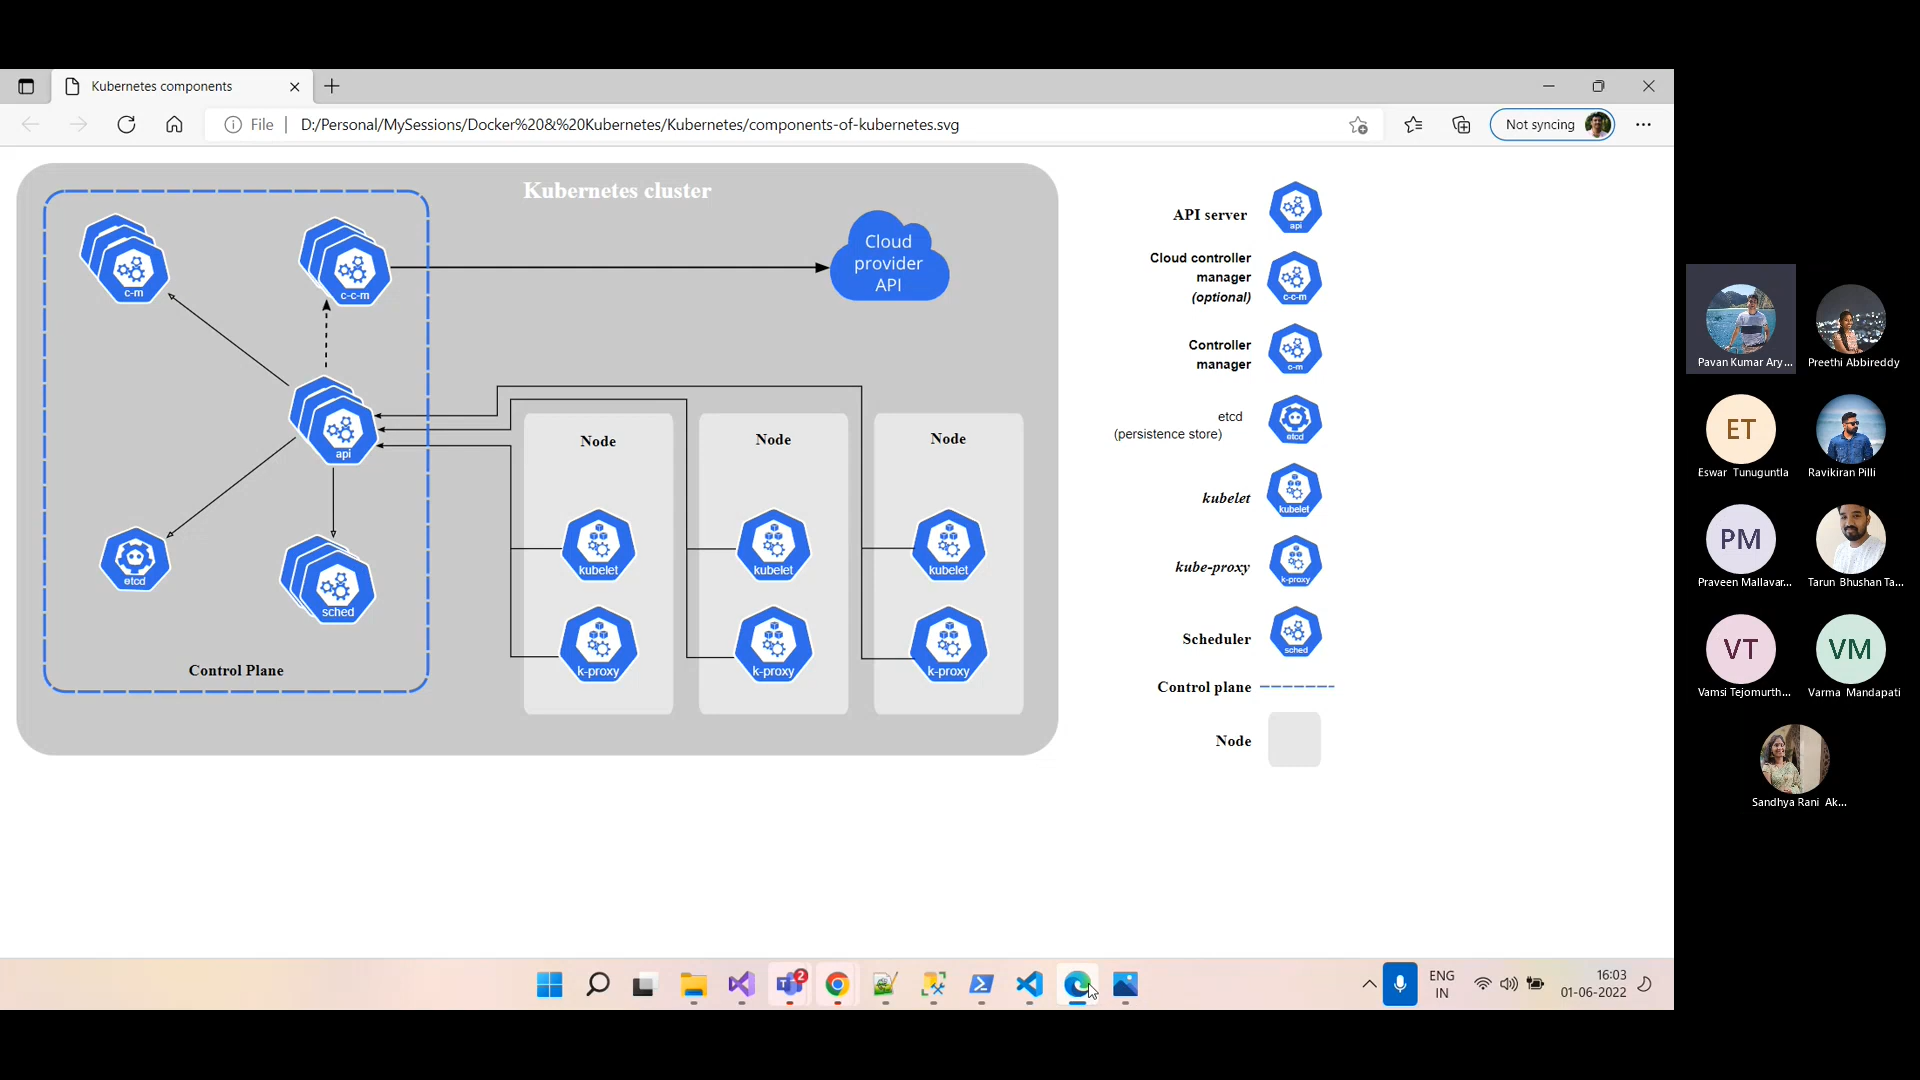 Kubernetes components
File
D:/Personal/MySessions/Docker%20&%20Kubernetes/Kubernetes/components-of-kubernetes.svg
Not syncing
Kubernetes cluster
c-m
c-c-m
Cloud
provider
API
api
etcd
sched
Control Plane
Node
kubelet
k-proxy
Node
kubelet
k-proxy
Node
kubelet
k-proxy
API server
api
Cloud controller
manager
(optional)
c-c-m
Controller
manager
c-m
etcd
(persistence store)
etcd
kubelet
kubelet
kube-proxy
k-proxy
Scheduler
sched
Control plane
Node
Pavan Kumar Ary...
Preethi Abbireddy
ET
Eswar Tunuguntla
Ravikiran Pilli
PM
Praveen Mallavar...
Tarun Bhushan Ta...
VT
Vamsi Tejomurth...
VM
Varma Mandapati
Sandhya Rani Ak...
2
ENG
IN
16:03
01-06-2022